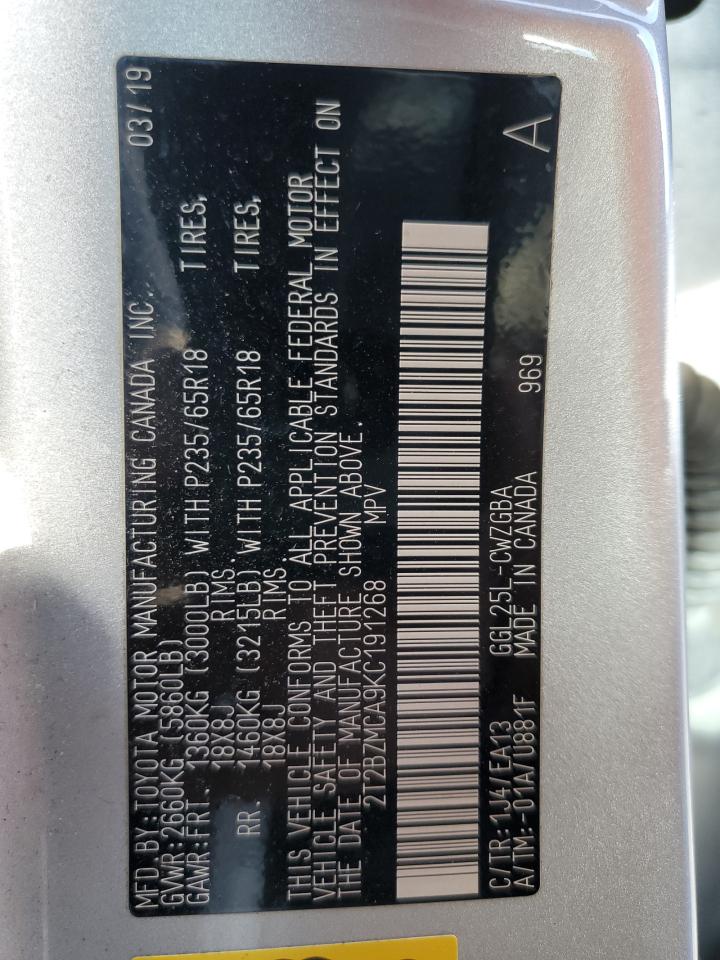 MFD BY:TOYOTA MOTOR MANUFACTURING CANADA INC. 03/19
GVWR:2660KG (5860LB)
GAWR:FRT. 1360KG (3000LB) WITH P235/65R18 TIRES,
18X8J RIMS.
RR. 1460KG (3215LB) WITH P235/65R18 TIRES,
18X8J RIMS.
THIS VEHICLE CONFORMS TO ALL APPLICABLE FEDERAL MOTOR
VEHICLE SAFETY AND THEFT PREVENTION STANDARDS IN EFFECT ON
THE DATE OF MANUFACTURE SHOWN ABOVE.
2T2BZMCA9KC191268 MPV
C/TR:1J4/EA13 GGL25L-CWZGBA A
A/TM:-01A/U881F MADE IN CANADA 969